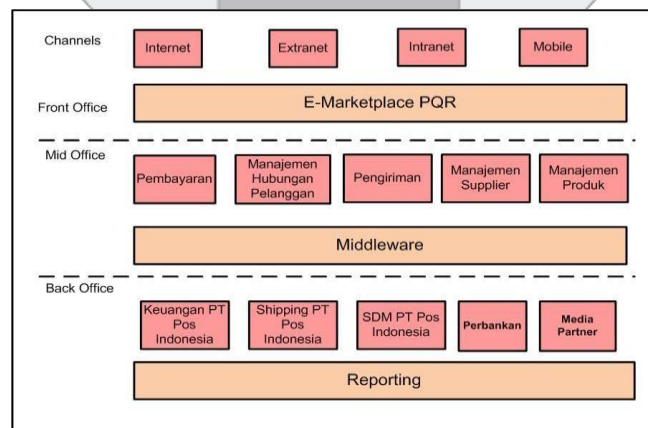 Channels
Internet
Extranet
Intranet
Mobile
Front Office
E-Marketplace PQR
Mid Office
Pembayaran
Manajemen
Hubungan
Pelanggan
Pengiriman
Manajemen
Supplier
Manajemen
Produk
Middleware
Back Office
Keuangan PT
Pos
Indonesia
Shipping PT
Pos
Indonesia
SDM PT Pos
Indonesia
Perbankan
Media
Partner
Reporting